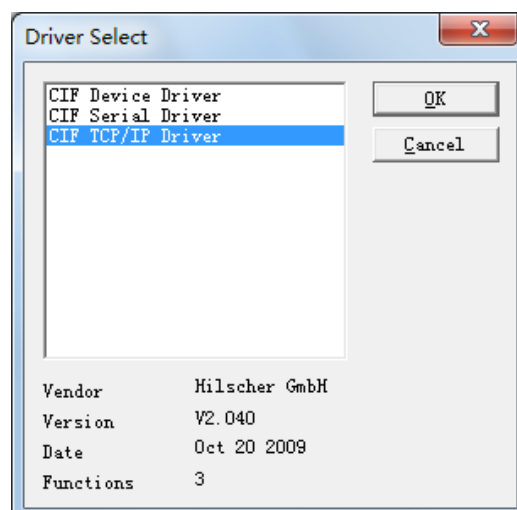 Driver Select
CIF Device Driver
CIF Serial Driver
CIF TCP/IP Driver
OK
Cancel
Vendor Hilscher GmbH
Version V2.040
Date Oct 20 2009
Functions 3